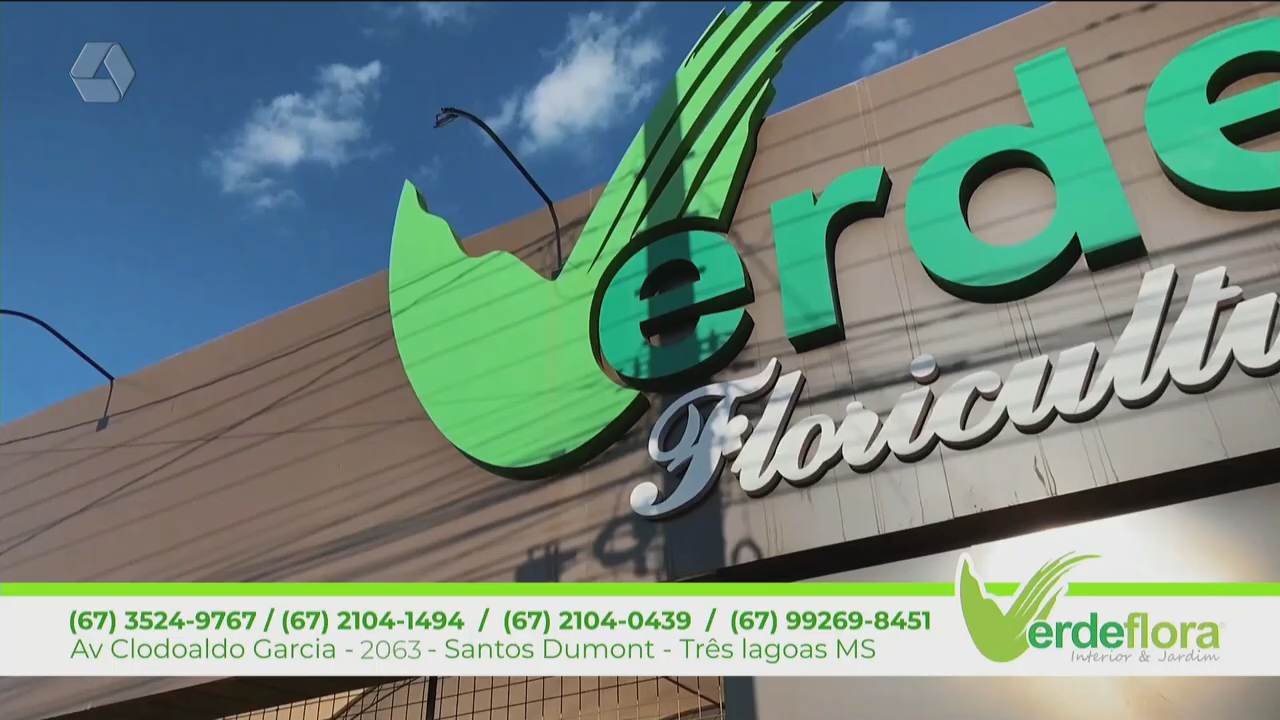 Verde
Floricultu
(67) 3524-9767 / (67) 2104-1494 / (67) 2104-0439 / (67) 99269-8451
Av Clodoaldo Garcia - 2063 - Santos Dumont - Três lagoas MS
Verdeflora
Interior & Jardim